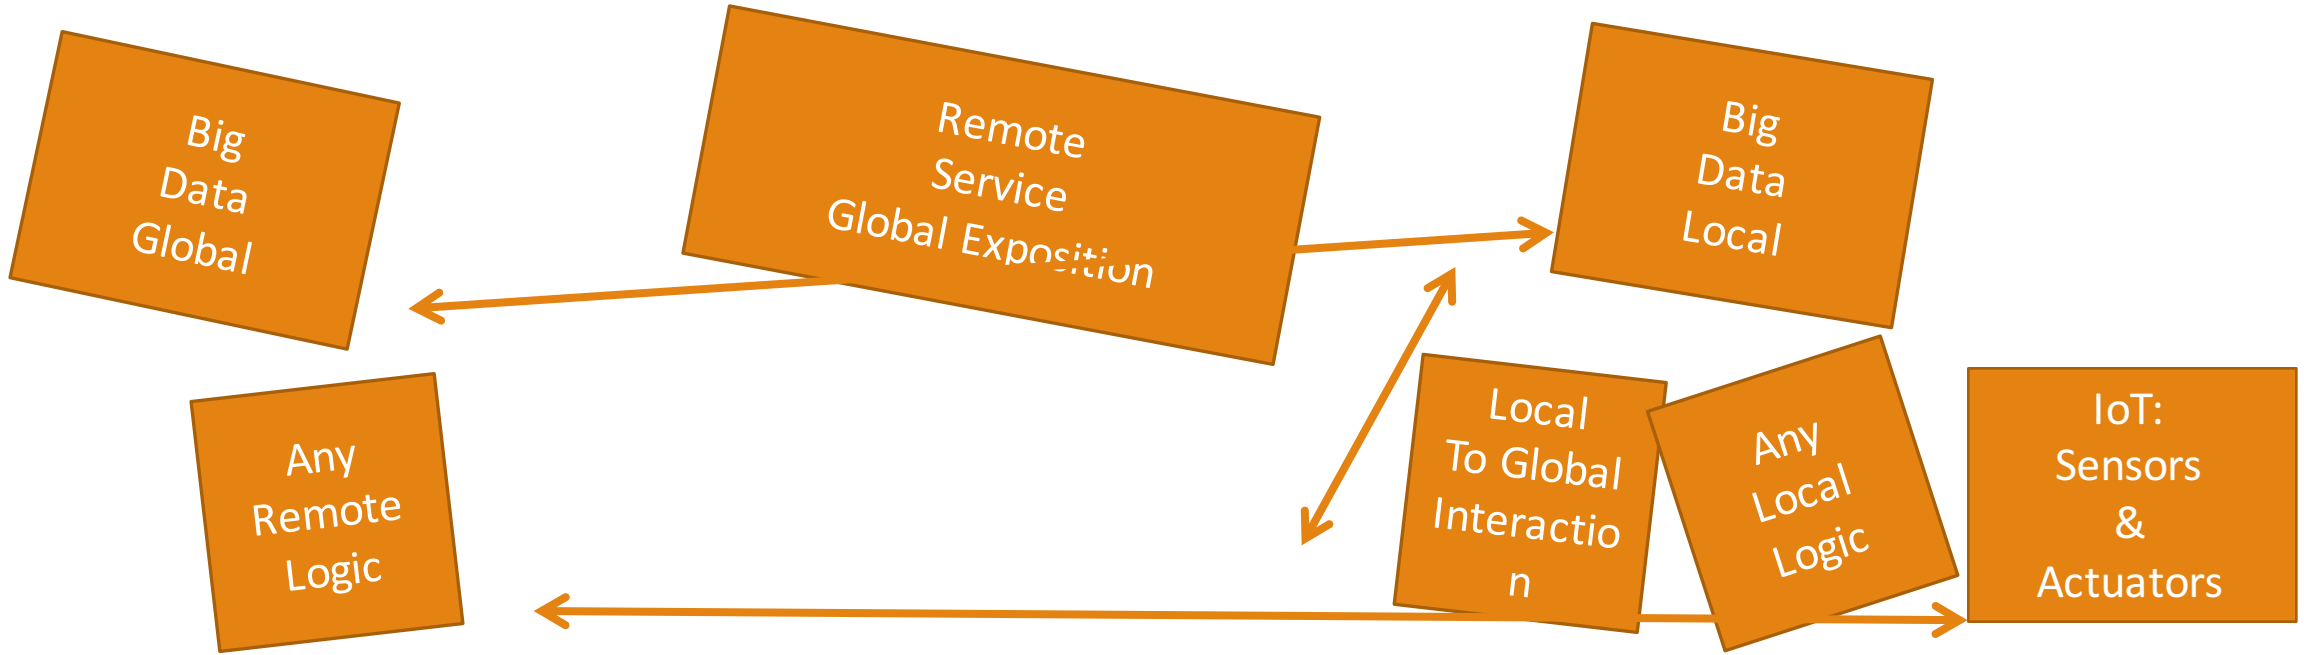 Big
Data
Global
Remote
Service
Global Exposition
Big
Data
Local
Any
Remote
Logic
Local
To Global
Interactio
n
Any
Local
Logic
IoT:
Sensors
&
Actuators